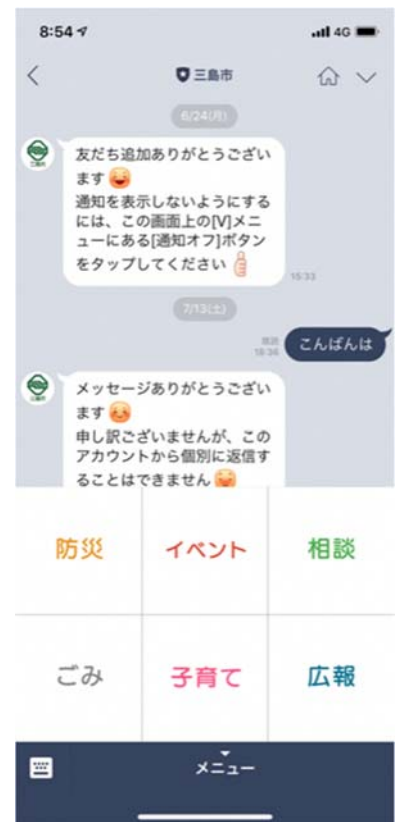 8:54
4G
三島市
6/24(月)
友だち追加ありがとうござい
ます
通知を表示しないようにする
には、この画面上の[V]メニ
ューにある[通知オフ]ボタン
をタップしてください
15:33
7/13(土)
既読
18:36
こんばんは
メッセージありがとうござい
ます
申し訳ございませんが、この
アカウントから個別に返信す
ることはできません
防災
イベント
相談
ごみ
子育て
広報
メニュー